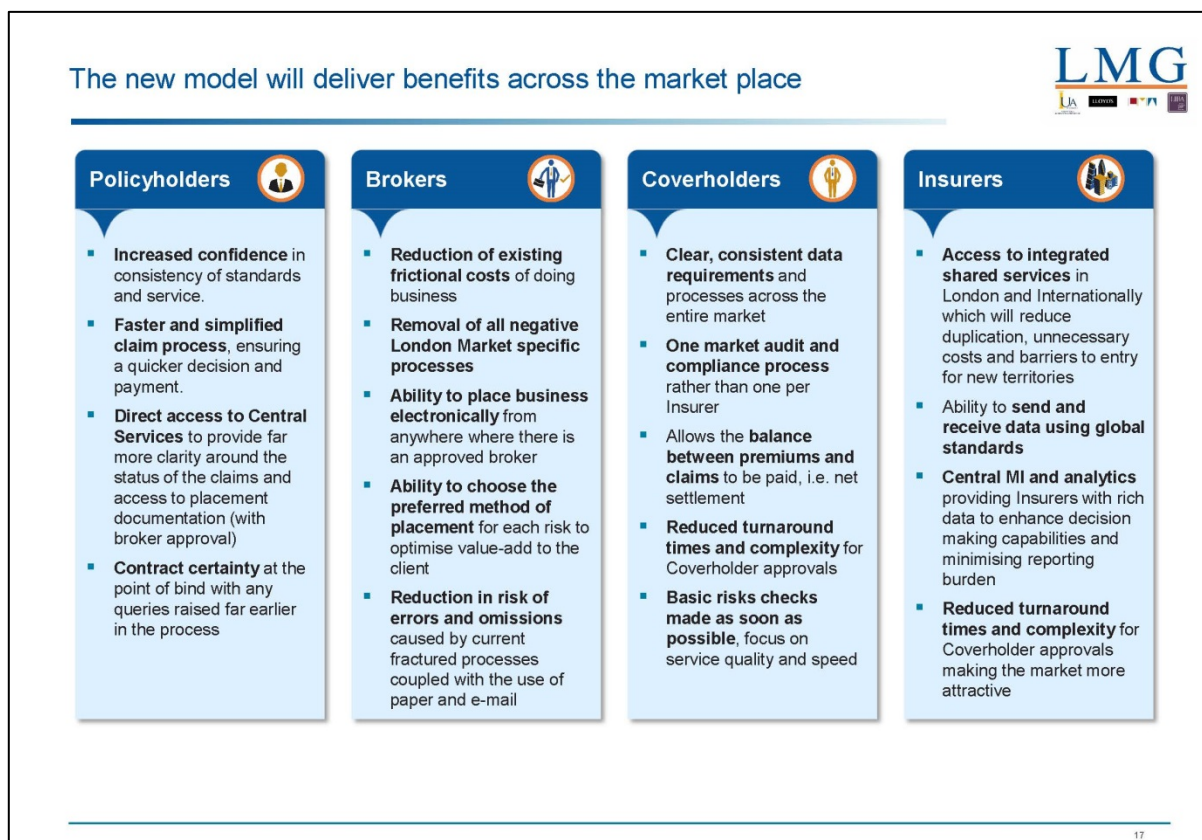 The new model will deliver benefits across the market place
LMG
IUA
LLOYD'S
Policyholders
Increased confidence in
consistency of standards
and service.
Faster and simplified
claim process, ensuring
a quicker decision and
payment.
Direct access to Central
Services to provide far
more clarity around the
status of the claims and
access to placement
documentation (with
broker approval)
Contract certainty at the
point of bind with any
queries raised far earlier
in the process
Brokers
Reduction of existing
frictional costs of doing
business
Removal of all negative
London Market specific
processes
Ability to place business
electronically from
anywhere where there is
an approved broker
Ability to choose the
preferred method of
placement for each risk to
optimise value-add to the
client
Reduction in risk of
errors and omissions
caused by current
fractured processes
coupled with the use of
paper and e-mail
Coverholders
Clear, consistent data
requirements and
processes across the
entire market
One market audit and
compliance process
rather than one per
Insurer
Allows the balance
between premiums and
claims to be paid, i.e. net
settlement
Reduced turnaround
times and complexity for
Coverholder approvals
Basic risks checks
made as soon as
possible, focus on
service quality and speed
Insurers
Access to integrated
shared services in
London and Internationally
which will reduce
duplication, unnecessary
costs and barriers to entry
for new territories
Ability to send and
receive data using global
standards
Central MI and analytics
providing Insurers with rich
data to enhance decision
making capabilities and
minimising reporting
burden
Reduced turnaround
times and complexity for
Coverholder approvals
making the market more
attractive
17